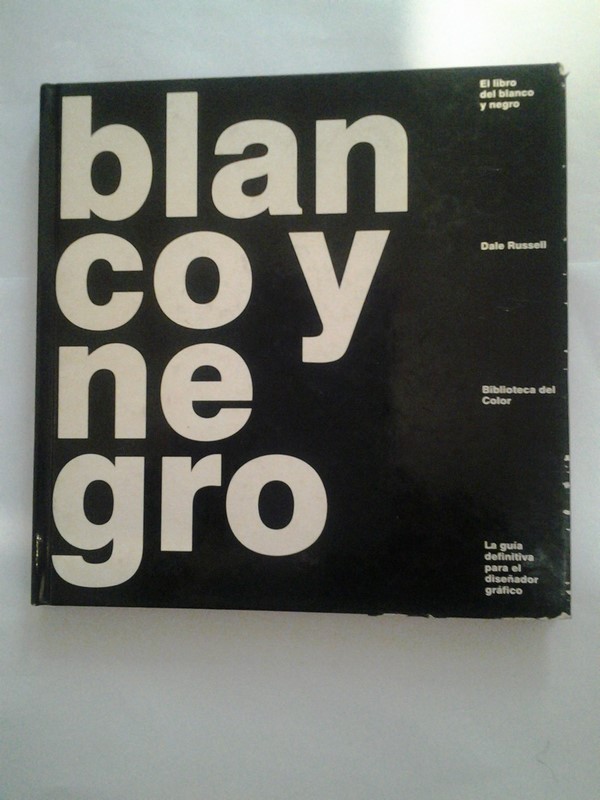 blan
co y
ne
gro
El libro
del blanco
y negro
Dale Russell
Biblioteca del
Color
La guía
definitiva
para el
diseñador
gráfico